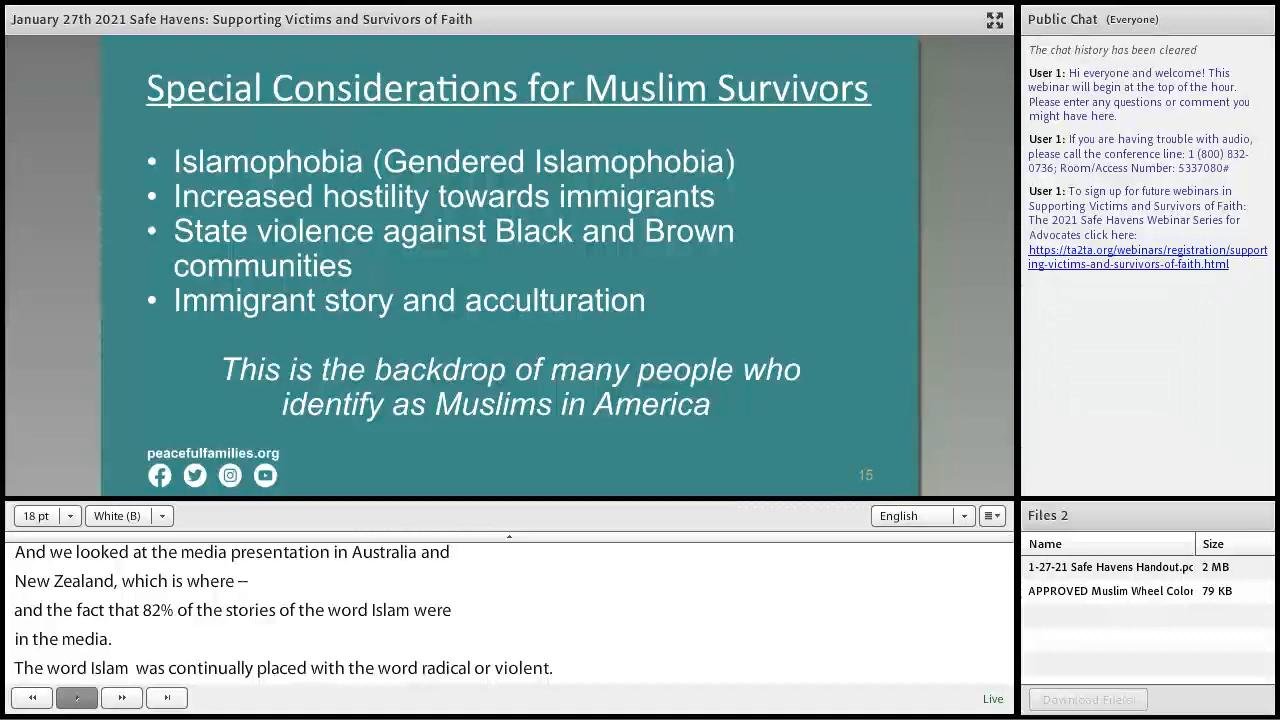 January 27th 2021 Safe Havens: Supporting Victims and Survivors of Faith
Special Considerations for Muslim Survivors
• Islamophobia (Gendered Islamophobia)
• Increased hostility towards immigrants
• State violence against Black and Brown
communities
• Immigrant story and acculturation
This is the backdrop of many people who
identify as Muslims in America
peacefulfamilies.org
15
Public Chat (Everyone)
The chat history has been cleared
User 1: Hi everyone and welcome! This
webinar will begin at the top of the hour.
Please enter any questions or comment you
might have here.
User 1: If you are having trouble with audio,
please call the conference line: 1 (800) 832-
0736; Room/Access Number: 5337080#
User 1: To sign up for future webinars in
Supporting Victims and Survivors of Faith:
The 2021 Safe Havens Webinar Series for
Advocates click here:
https://ta2ta.org/webinars/registration/support
ing-victims-and-survivors-of-faith.html
18 pt
White (B)
English
And we looked at the media presentation in Australia and
New Zealand, which is where --
and the fact that 82% of the stories of the word Islam were
in the media.
The word Islam  was continually placed with the word radical or violent.
Live
Files 2
Name Size
1-27-21 Safe Havens Handout.pc 2 MB
APPROVED Muslim Wheel Color 79 KB
Download File(s)